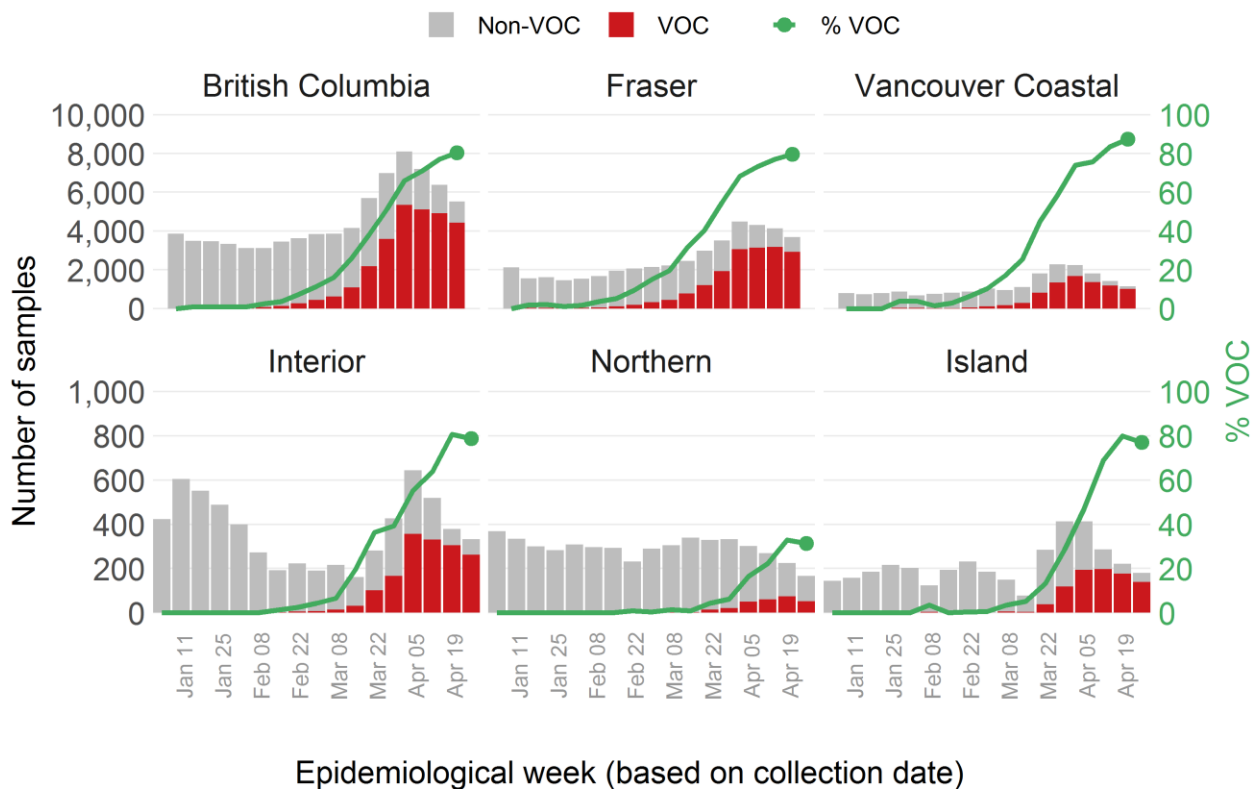 Non-VOC VOC % VOC
British Columbia Fraser Vancouver Coastal
10,000 100
8,000 80
6,000 60
4,000 40
2,000 20
0 0
Interior Northern Island
1,000 100
800 80
600 60
400 40
200 20
0 0
Number of samples
% VOC
Jan 11 Jan 25 Feb 08 Feb 22 Mar 08 Mar 22 Apr 05 Apr 19 Jan 11 Jan 25 Feb 08 Feb 22 Mar 08 Mar 22 Apr 05 Apr 19 Jan 11 Jan 25 Feb 08 Feb 22 Mar 08 Mar 22 Apr 05 Apr 19
Epidemiological week (based on collection date)